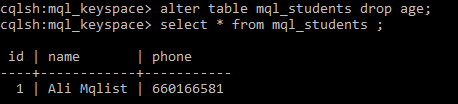 cqlsh:mql_keyspace> alter table mql_students drop age;
cqlsh:mql_keyspace> select * from mql_students ;
id | name | phone
----+------------+-----------
1 | Ali Mqlist | 660166581